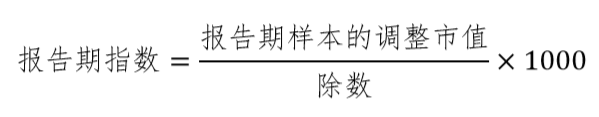 报告期指数 = 报告期样本的调整市值 / 除数 × 1000